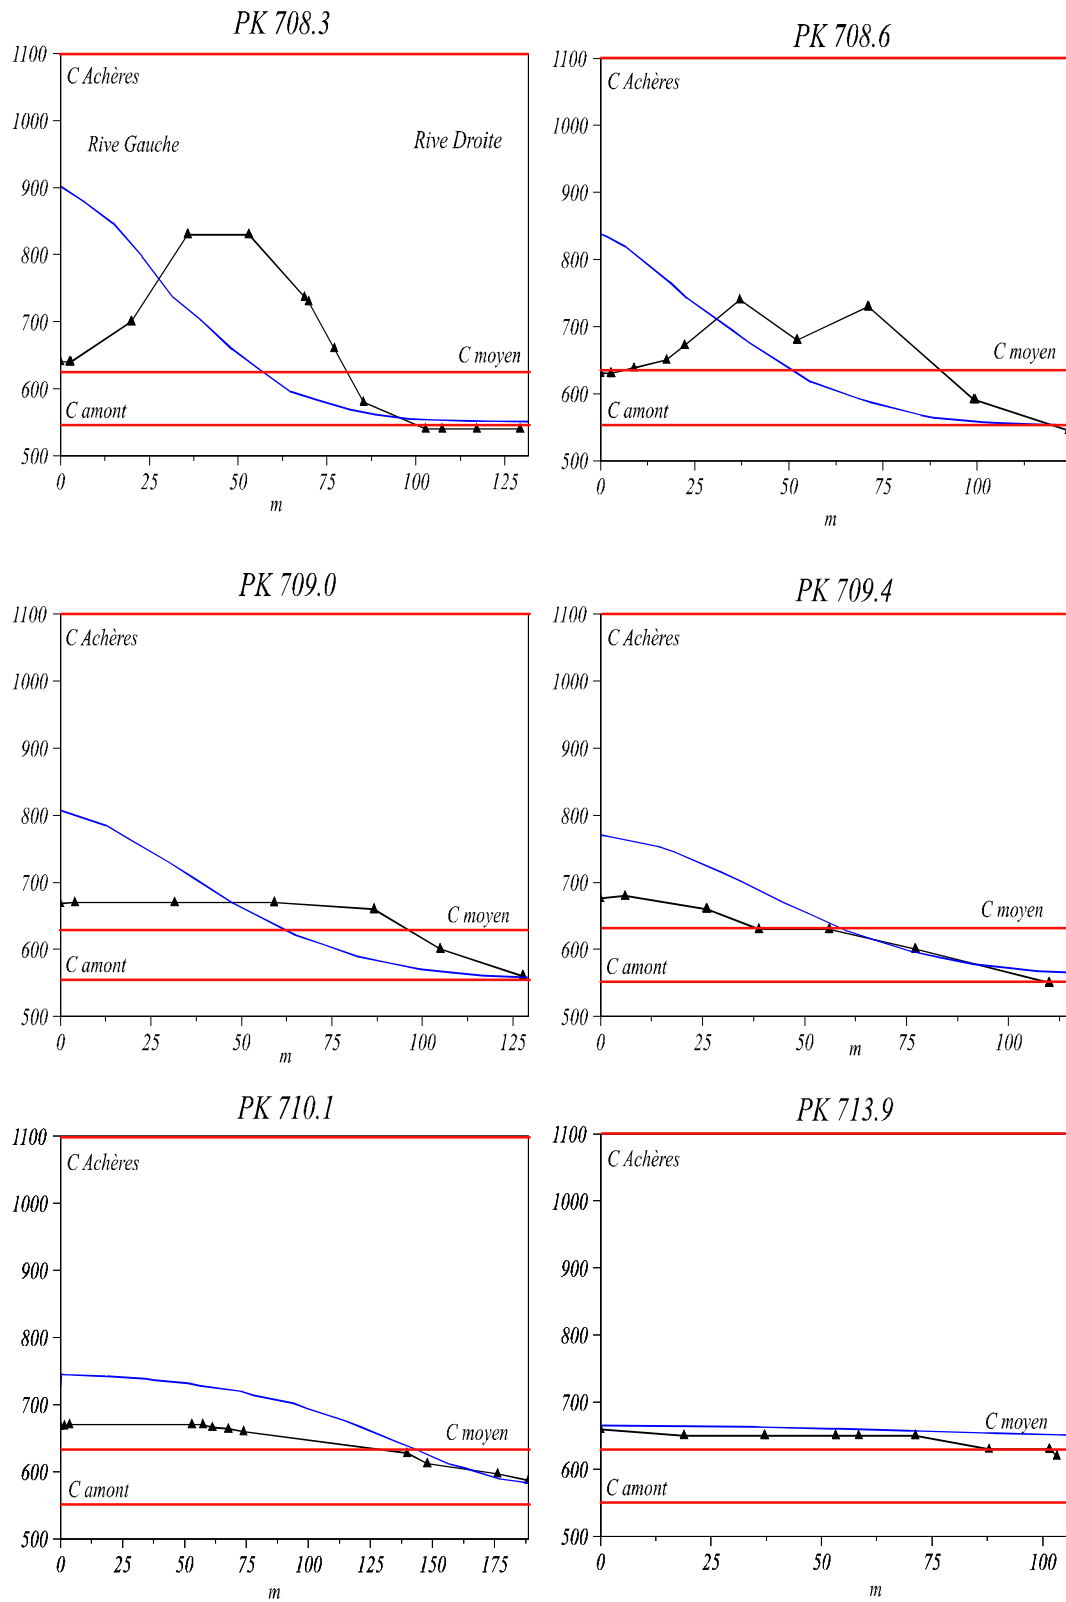 PK 708.3
1100
C Achères
1000
Rive Gauche Rive Droite
900
800
700
C moyen
600
C amont
500
0 25 50 75 100 125
m
PK 708.6
1100
C Achères
1000
900
800
700
C moyen
600
C amont
500
0 25 50 75 100
m
PK 709.0
1100
C Achères
1000
900
800
700
C moyen
600
C amont
500
0 25 50 75 100 125
m
PK 709.4
1100
C Achères
1000
900
800
700
C moyen
600
C amont
500
0 25 50 75 100
m
PK 710.1
1100
C Achères
1000
900
800
700
C moyen
600
C amont
500
0 25 50 75 100 125 150 175
m
PK 713.9
1100
C Achères
1000
900
800
700
C moyen
600
C amont
500
0 25 50 75 100
m